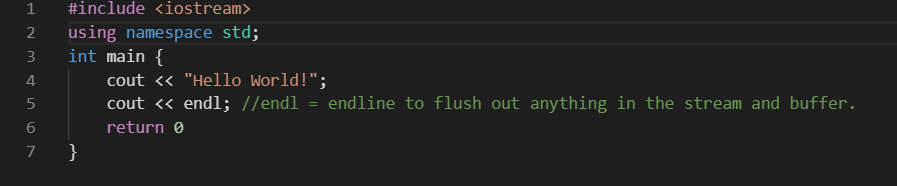 1 #include <iostream>
2 using namespace std;
3 int main {
4 cout << "Hello World!";
5 cout << endl; //endl = endline to flush out anything in the stream and buffer.
6 return 0
7 }